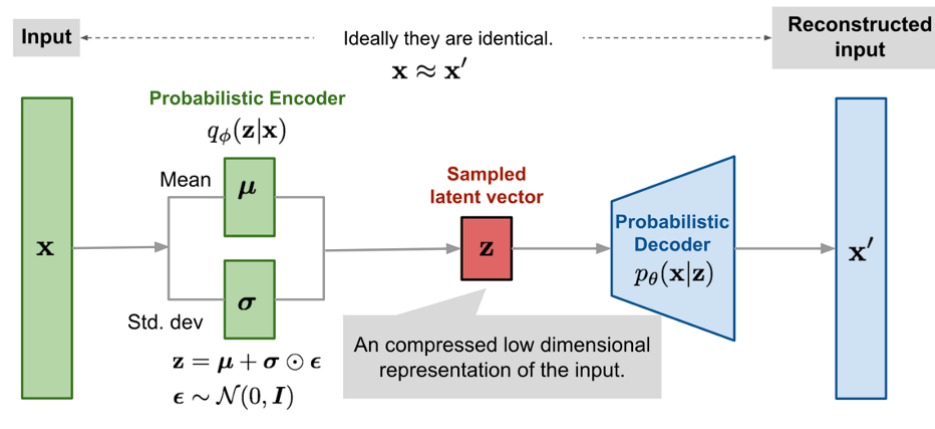 Input
Ideally they are identical.
x ≈ x′
Reconstructed
input
Probabilistic Encoder
qϕ(z|x)
Mean
μ
Sampled
latent vector
x
z
Probabilistic
Decoder
pθ(x|z)
x′
σ
Std. dev
z = μ + σ ⊙ ϵ
ϵ ∼ 𝒩(0, I)
An compressed low dimensional
representation of the input.